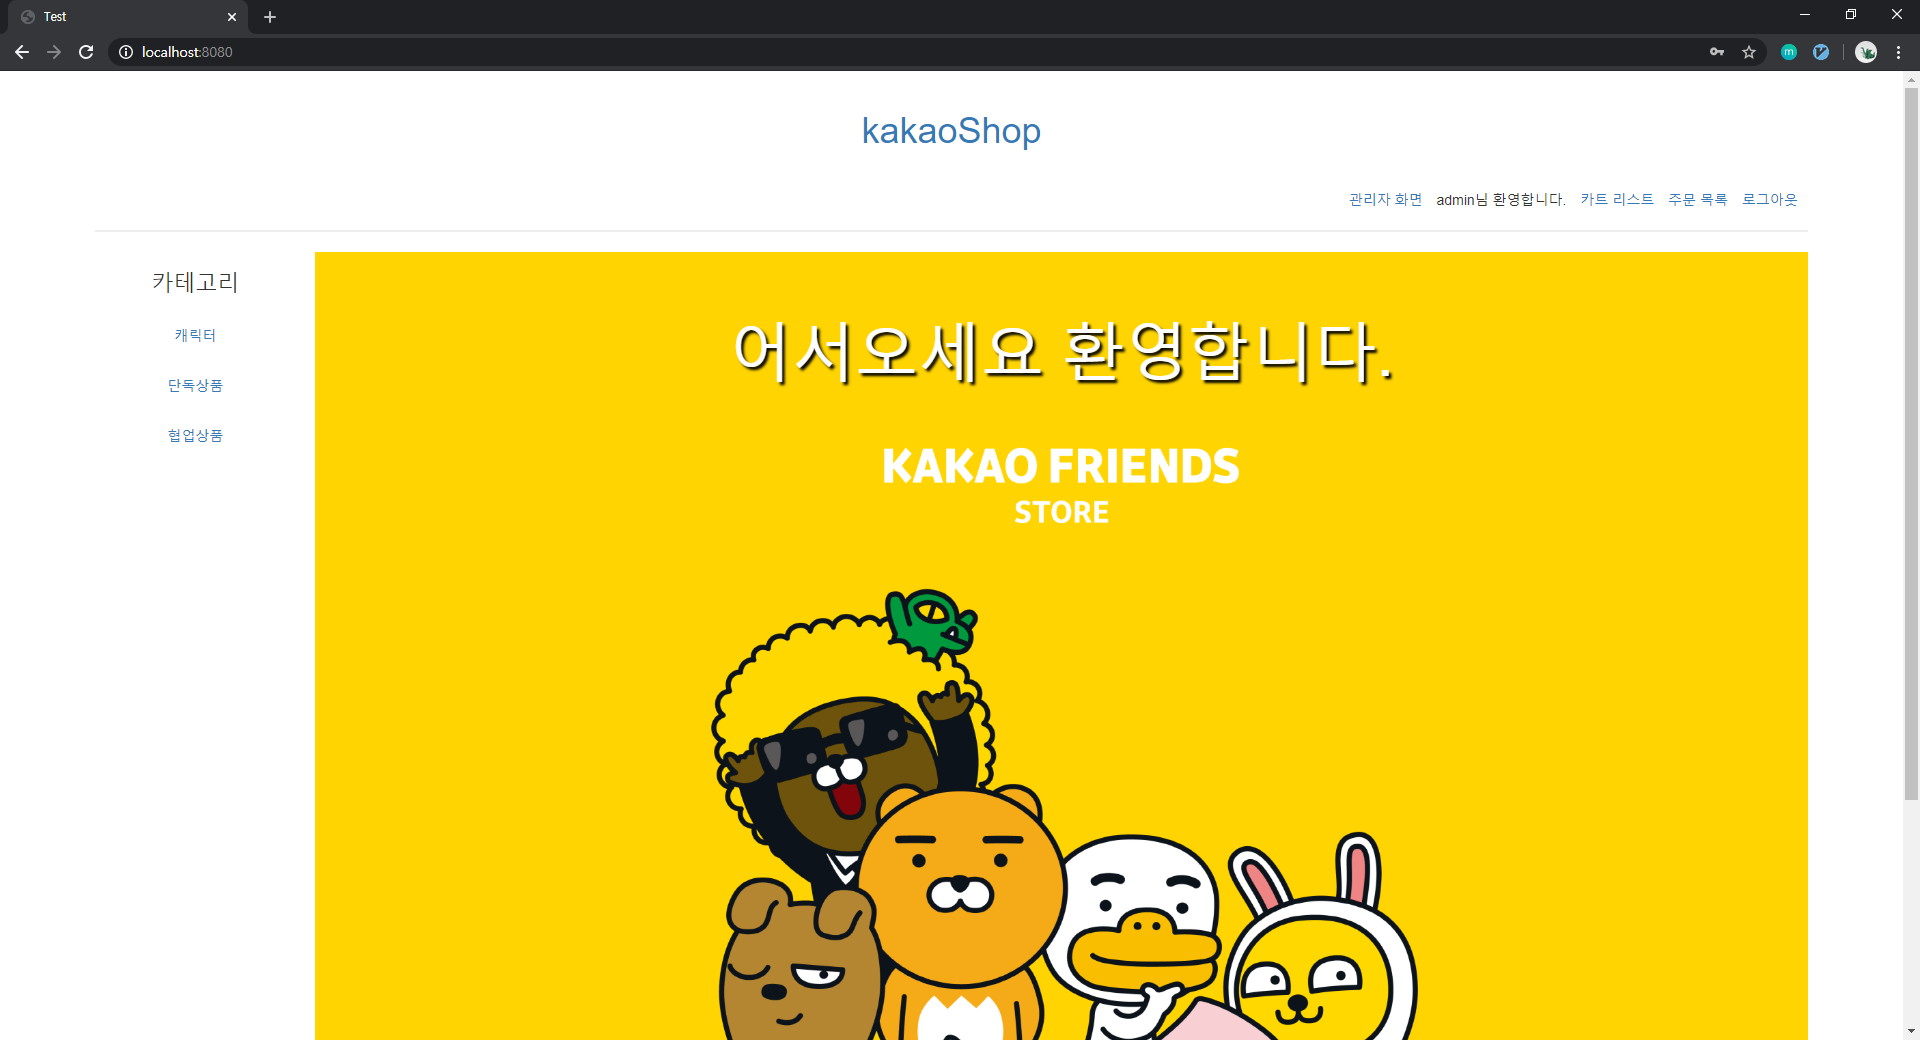 Test
localhost:8080
kakaoShop
관리자 화면 admin님 환영합니다. 카트 리스트 주문 목록 로그아웃
카테고리
캐릭터
단독상품
협업상품
어서오세요 환영합니다.
KAKAO FRIENDS
STORE